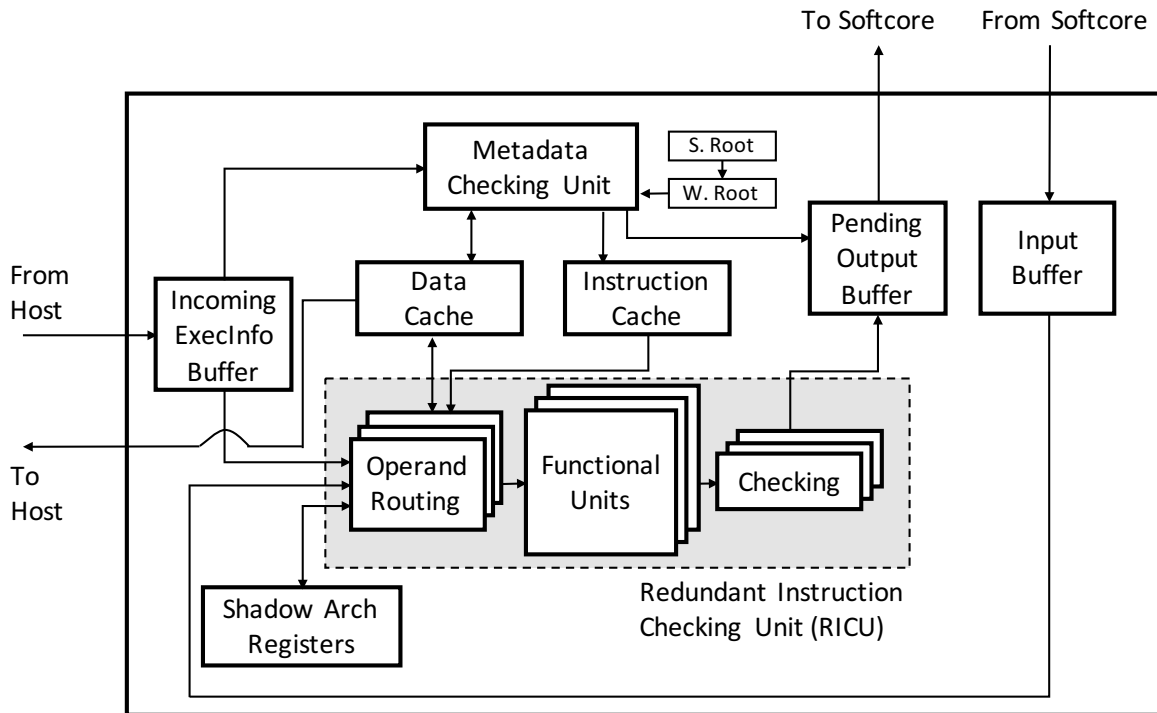 To Softcore
From Softcore
Metadada
Checking Unit
S. Root
W. Root
Pending
Output
Buffer
Input
Buffer
From
Host
Incoming
ExecInfo
Buffer
Data
Cache
Instruction
Cache
To
Host
Operand
Routing
Functional
Units
Checking
Shadow Arch
Registers
Redundant Instruction
Checking Unit (RICU)